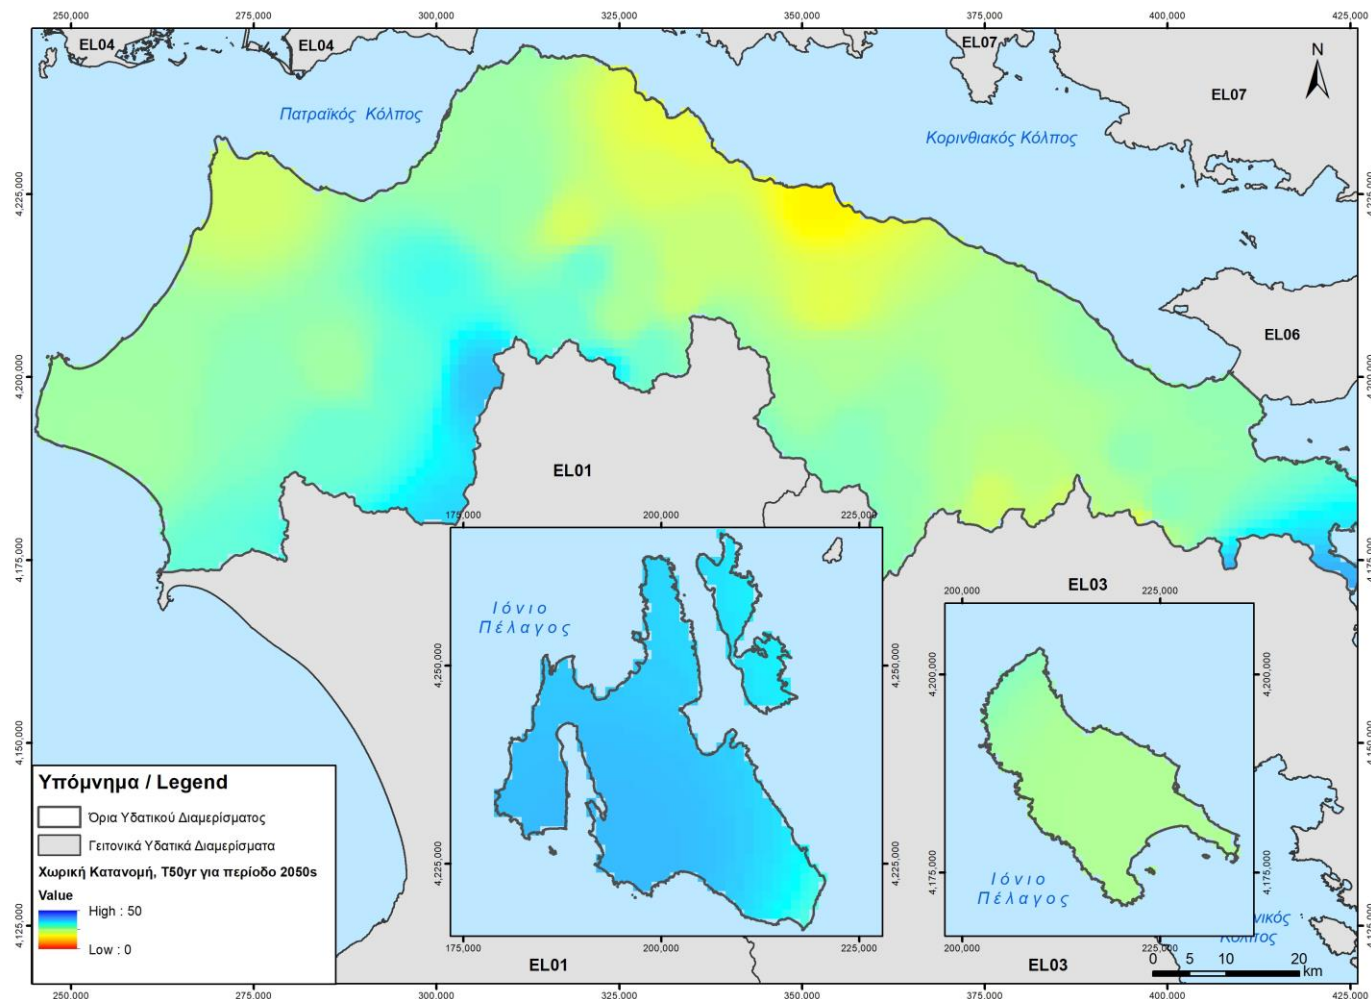 250,000 275,000 300,000 325,000 350,000 375,000 400,000 425,000
EL04 EL04 EL07
EL07
N
Πατραϊκός Κόλπος
Κορινθιακός Κόλπος
4,225,000 4,225,000
EL06
4,200,000 4,200,000
EL01
4,175,000 4,175,000
175,000 200,000 225,000
Ιόνιο
Πέλαγος
4,250,000 4,250,000
4,225,000 4,225,000
175,000 200,000 225,000
EL03
200,000 225,000
4,200,000 4,200,000
4,175,000 4,175,000
Ιόνιο
Πέλαγος
200,000 225,000
4,150,000 4,150,000
Υπόμνημα / Legend
Όρια Υδατικού Διαμερίσματος
Γειτονικά Υδατικά Διαμερίσματα
Χωρική Κατανομή, T50yr για περίοδο 2050s
Value
High : 50
Low : 0
4,125,000 4,125,000
Κόλπος
EL01 EL03
0 5 10 20
km
250,000 275,000 300,000 325,000 350,000 375,000 400,000 425,000